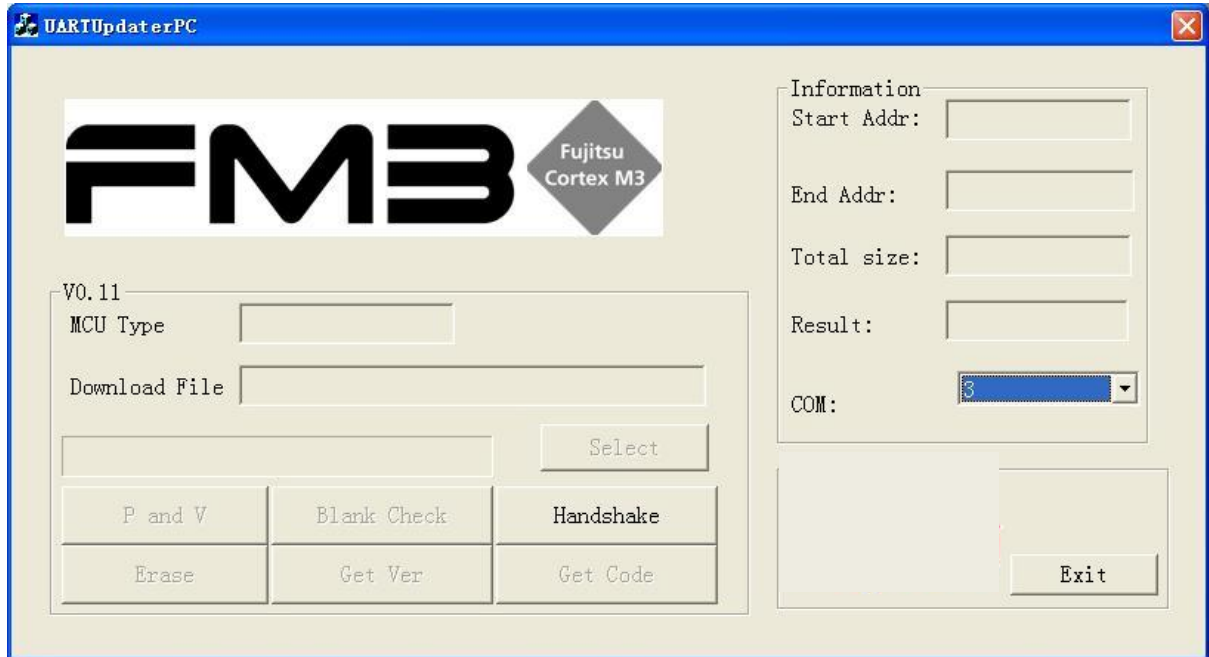 UARTUpdaterPC
FM3
Fujitsu
Cortex M3
V0.11
MCU Type
Download File
Select
P and V
Blank Check
Handshake
Erase
Get Ver
Get Code
Information
Start Addr:
End Addr:
Total size:
Result:
COM:
3
Exit